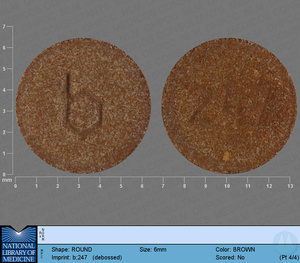 7
6
5
4
3
2
1
0
mm
b
0 1 2 3 4 5 6 7 8 9 10 11 12 13
NATIONAL
LIBRARY OF
MEDICINE
Shape: ROUND Size: 6mm Color: BROWN
Imprint: b;247 (debossed) Scored: No (Pt 4/4)